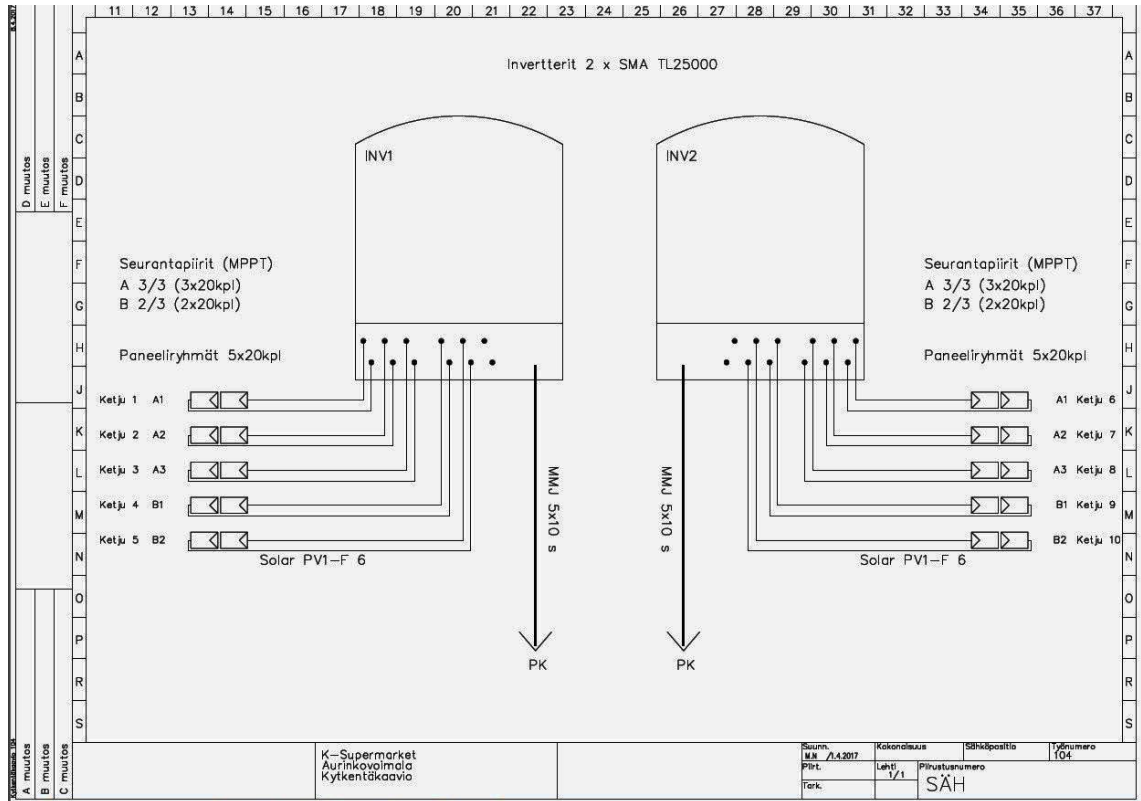 11 12 13 14 15 16 17 18 19 20 21 22 23 24 25 26 27 28 29 30 31 32 33 34 35 36 37
Invertterit 2 x SMA TL25000
INV1
INV2
Seurantapiirit (MPPT)
A 3/3 (3x20kpl)
B 2/3 (2x20kpl)
Paneeliryhmät 5x20kpl
Ketju 1 A1
Ketju 2 A2
Ketju 3 A3
Ketju 4 B1
Ketju 5 B2
Solar PV1-F 6
MMJ 5x10 s
PK
Seurantapiirit (MPPT)
A 3/3 (3x20kpl)
B 2/3 (2x20kpl)
Paneeliryhmät 5x20kpl
A1 Ketju 6
A2 Ketju 7
A3 Ketju 8
B1 Ketju 9
B2 Ketju 10
Solar PV1-F 6
MMJ 5x10 s
PK
A
B
C
D
E
F
G
H
J
K
L
M
N
O
P
R
S
A
B
C
D
E
F
G
H
J
K
L
M
N
O
P
R
S
D muutos
E muutos
F muutos
A muutos
B muutos
C muutos
K-Supermarket
Aurinkovoimala
Kytkentäkaavio
Suunn.
M.N /1.4.2017
Piirt.
Tark.
Kokonaisuus
Lehti
1/1
Sähköpositio
Piirustusnumero
SÄH
Työnumero
104